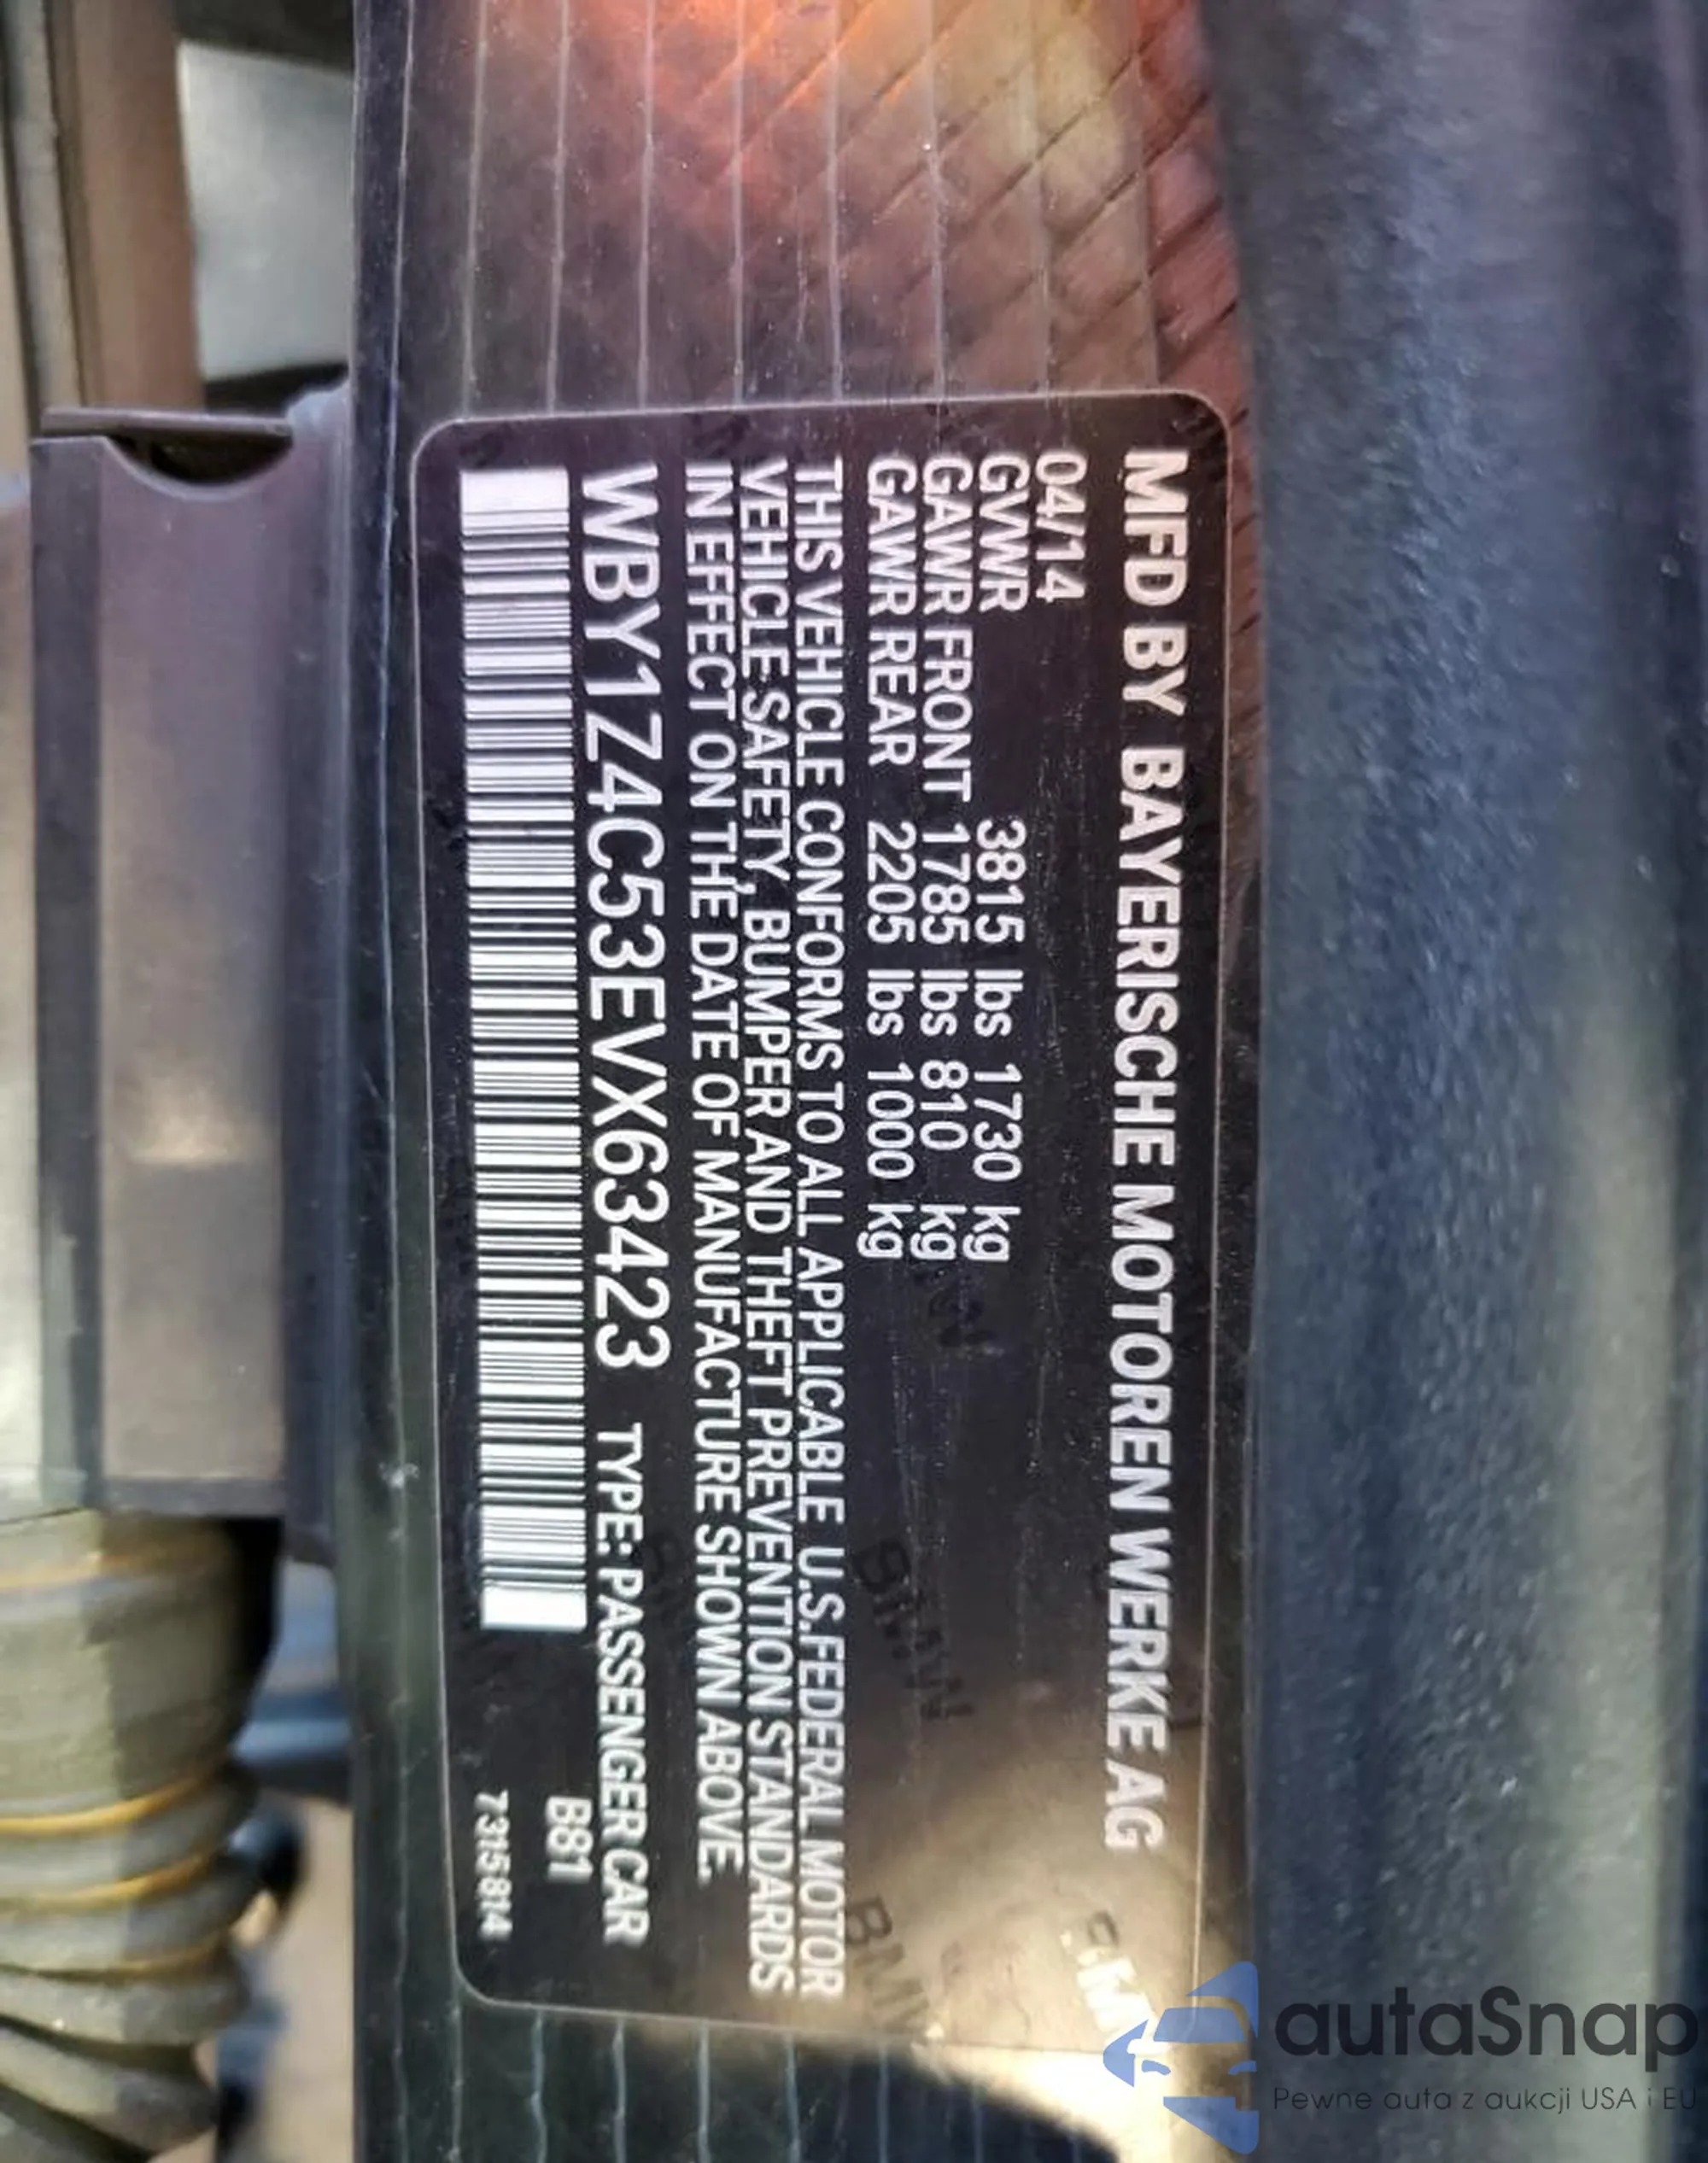 MFD BY BAYERISCHE MOTOREN WERKE AG
04/14
GVWR 3815 lbs 1730 kg
GAWR FRONT 1785 lbs 810 kg
GAWR REAR 2205 lbs 1000 kg
THIS VEHICLE CONFORMS TO ALL APPLICABLE U.S. FEDERAL MOTOR
VEHICLE SAFETY, BUMPER AND THEFT PREVENTION STANDARDS
IN EFFECT ON THE DATE OF MANUFACTURE SHOWN ABOVE.
WBY1Z4C53EVX63423 TYPE: PASSENGER CAR
B81
7315814
BMW
BMW
autaSnap
Pewne auta z aukcji USA i EU